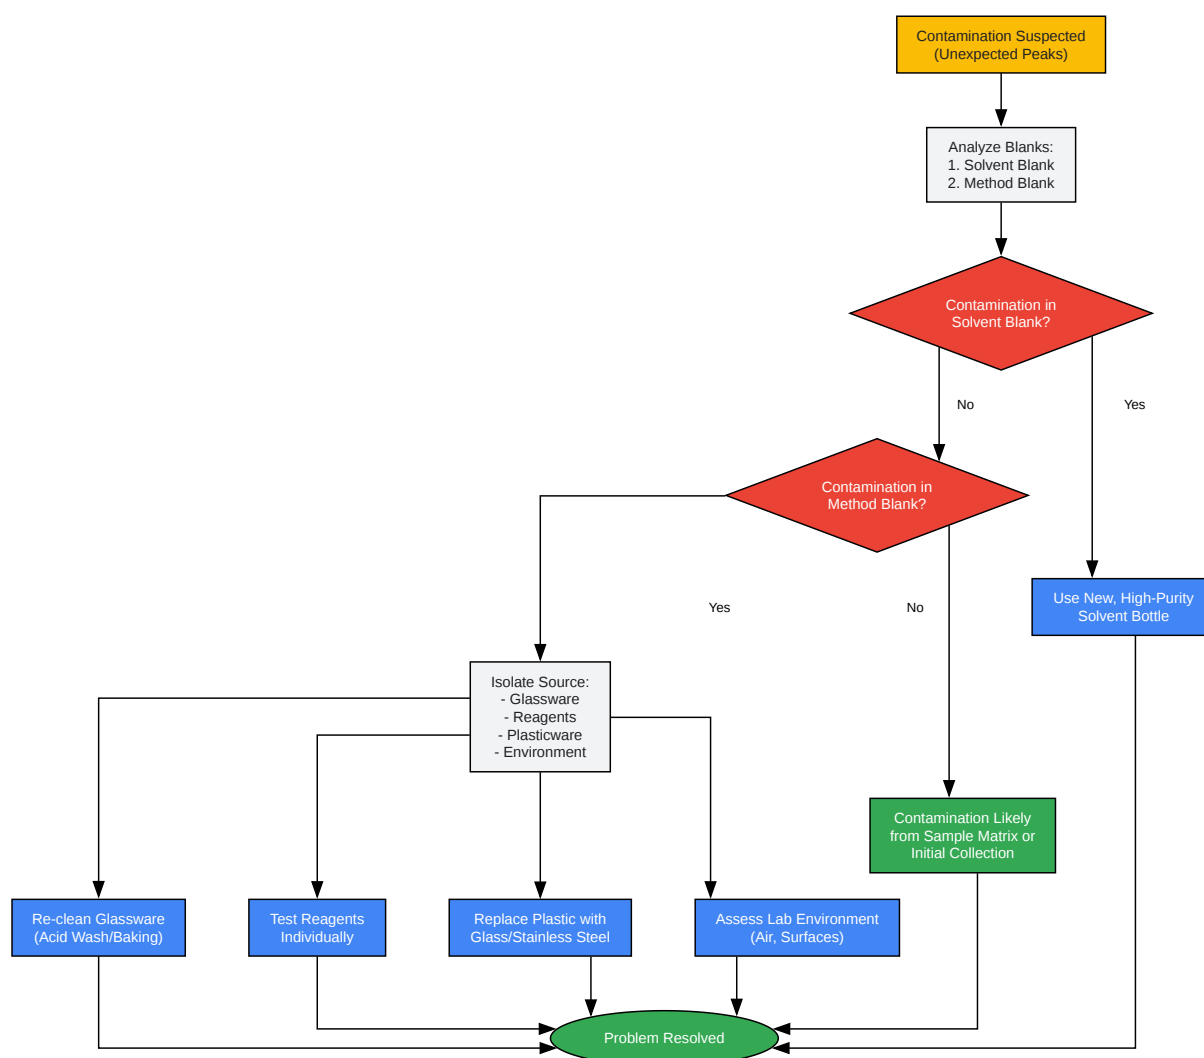 Contamination Suspected
(Unexpected Peaks)
Analyze Blanks:
1. Solvent Blank
2. Method Blank
Contamination in
Solvent Blank?
No
Yes
Contamination in
Method Blank?
Use New, High-Purity
Solvent Bottle
Yes
No
Isolate Source:
- Glassware
- Reagents
- Plasticware
- Environment
Contamination Likely
from Sample Matrix or
Initial Collection
Re-clean Glassware
(Acid Wash/Baking)
Test Reagents
Individually
Replace Plastic with
Glass/Stainless Steel
Assess Lab Environment
(Air, Surfaces)
Problem Resolved